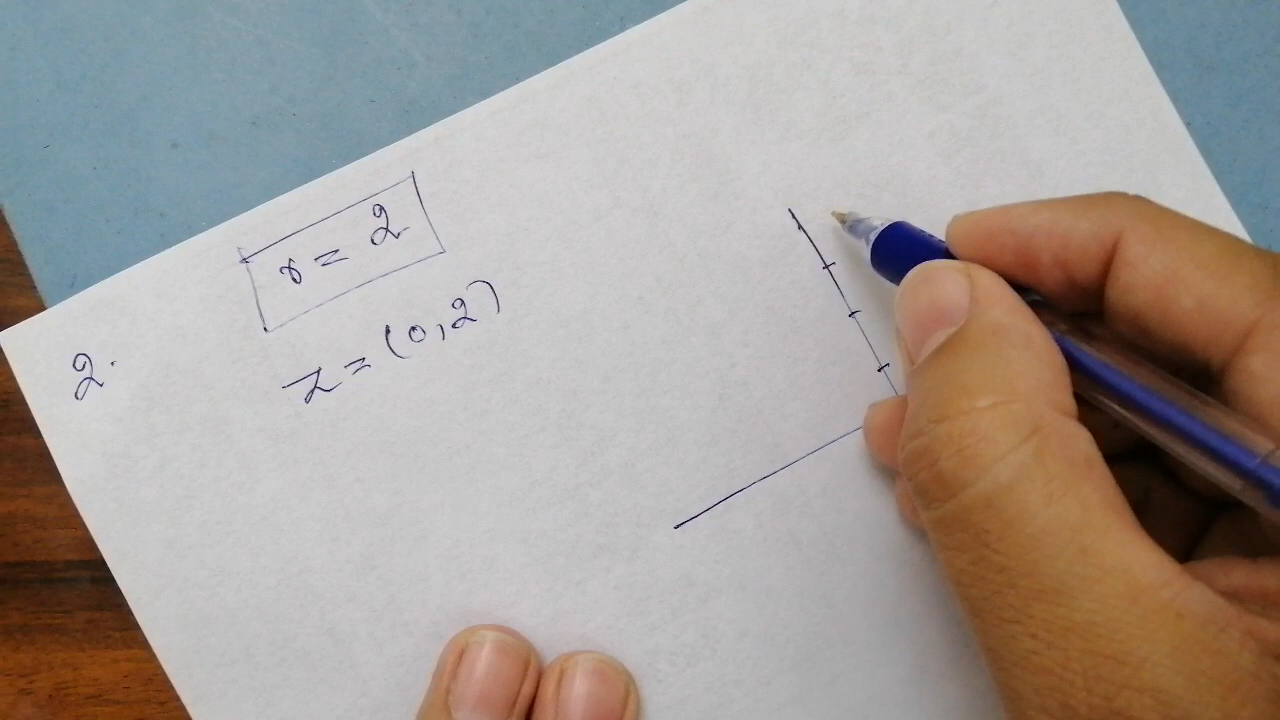 r = 2
2.
z = (0,2)